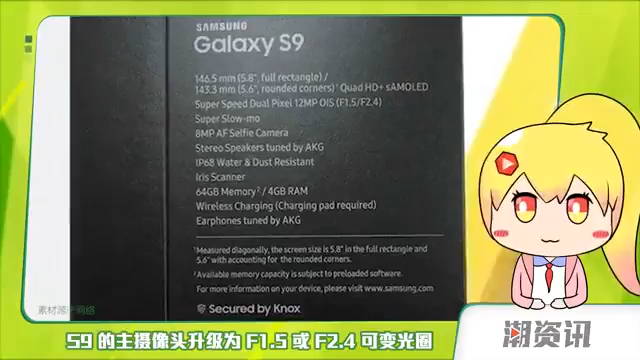 SAMSUNG
Galaxy S9
146.5 mm (5.8", full rectangle) /
143.3 mm (5.6", rounded corners)¹ Quad HD+ sAMOLED
Super Speed Dual Pixel 12MP OIS (F1.5/F2.4)
Super Slow-mo
8MP AF Selfie Camera
Stereo Speakers tuned by AKG
IP68 Water & Dust Resistant
Iris Scanner
64GB Memory² / 4GB RAM
Wireless Charging (Charging pad required)
Earphones tuned by AKG
¹Measured diagonally, the screen size is 5.8" in the full rectangle and
5.6" with accounting for the rounded corners.
²Available memory capacity is subject to preloaded software.
For more information on your device, please visit www.samsung.com
Secured by Knox
素材源于网络
潮资讯
S9 的主摄像头升级为 F1.5 或 F2.4 可变光圈